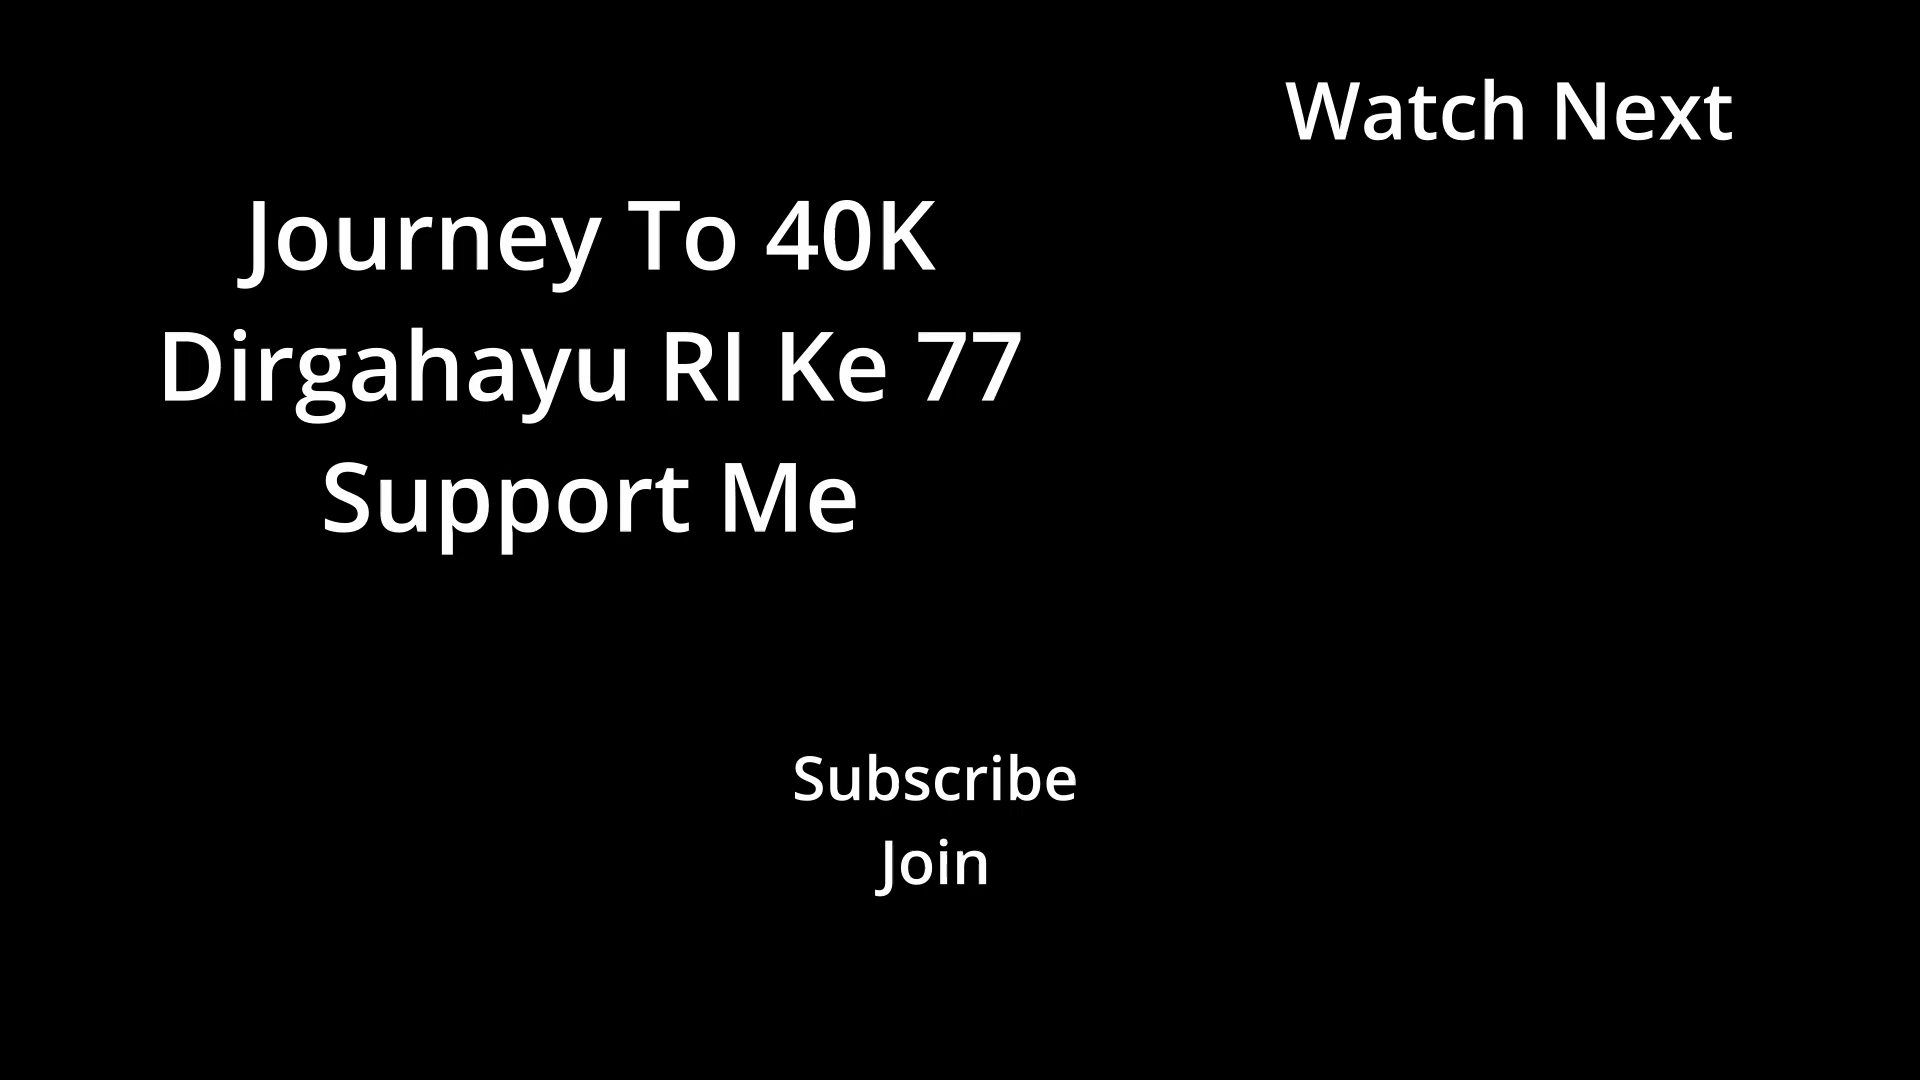 Watch Next
Journey To 40K
Dirgahayu RI Ke 77
Support Me
Subscribe
Join